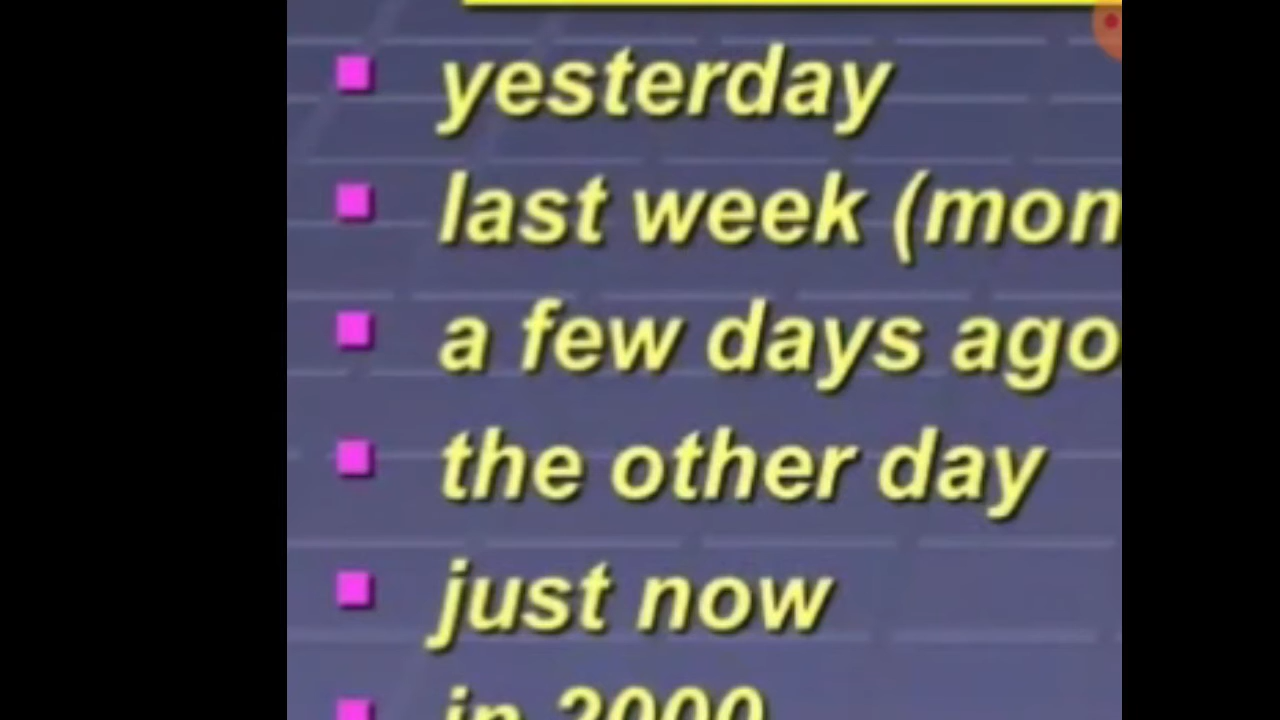 yesterday
last week (mon
a few days ago
the other day
just now
in 2000